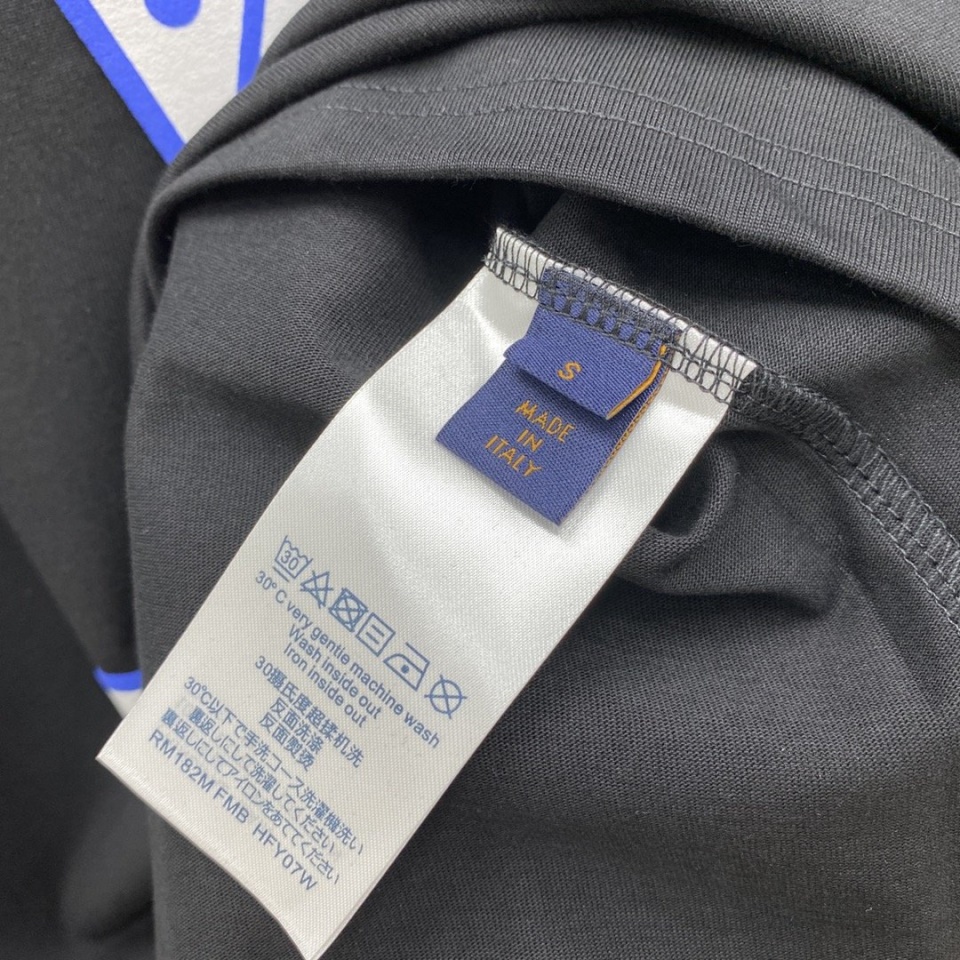 S
MADE
IN
ITALY
30
30°C very gentle machine wash
Wash inside out
Iron inside out
30攝氏度超揉机洗
反面洗涤
反面熨烫
30℃以下で手洗コース洗濯機洗い
裏返しにして洗濯してください
裏返しにしてアイロンをあててください
RM182M FMB HFY07W